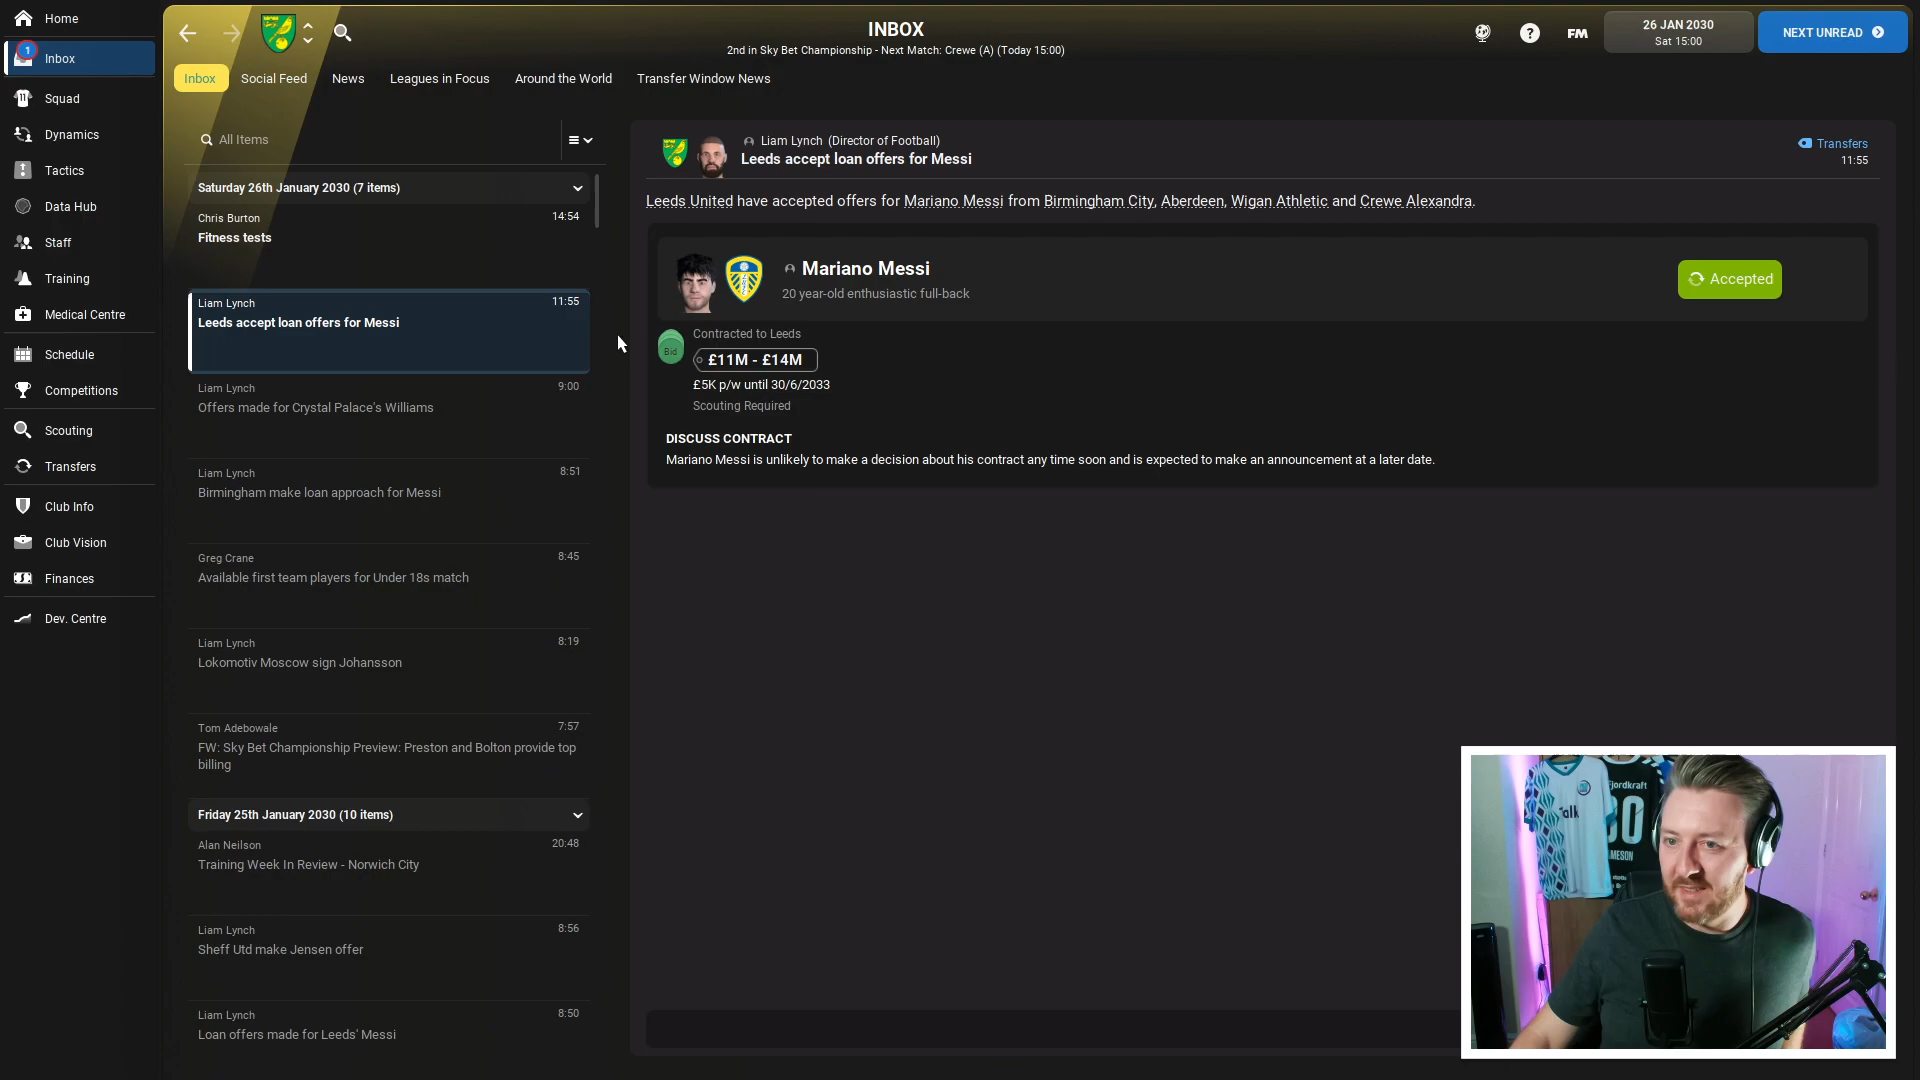 Home
1
Inbox
Squad
Dynamics
Tactics
Data Hub
Staff
Training
Medical Centre
Schedule
Competitions
Scouting
Transfers
Club Info
Club Vision
Finances
Dev. Centre
INBOX
2nd in Sky Bet Championship - Next Match: Crewe (A) (Today 15:00)
FM
26 JAN 2030
Sat 15:00
NEXT UNREAD
Inbox
Social Feed
News
Leagues in Focus
Around the World
Transfer Window News
All Items
Saturday 26th January 2030 (7 items)
Chris Burton 14:54
Fitness tests
Liam Lynch 11:55
Leeds accept loan offers for Messi
Liam Lynch 9:00
Offers made for Crystal Palace's Williams
Liam Lynch 8:51
Birmingham make loan approach for Messi
Greg Crane 8:45
Available first team players for Under 18s match
Liam Lynch 8:19
Lokomotiv Moscow sign Johansson
Tom Adebowale 7:57
FW: Sky Bet Championship Preview: Preston and Bolton provide top
billing
Friday 25th January 2030 (10 items)
Alan Neilson 20:48
Training Week In Review - Norwich City
Liam Lynch 8:56
Sheff Utd make Jensen offer
Liam Lynch 8:50
Loan offers made for Leeds' Messi
Liam Lynch (Director of Football)
Leeds accept loan offers for Messi
Transfers
11:55
Leeds United have accepted offers for Mariano Messi from Birmingham City, Aberdeen, Wigan Athletic and Crewe Alexandra.
Mariano Messi
20 year-old enthusiastic full-back
Accepted
Bid
Contracted to Leeds
£11M - £14M
£5K p/w until 30/6/2033
Scouting Required
DISCUSS CONTRACT
Mariano Messi is unlikely to make a decision about his contract any time soon and is expected to make an announcement at a later date.
Talk
Fjordkraft